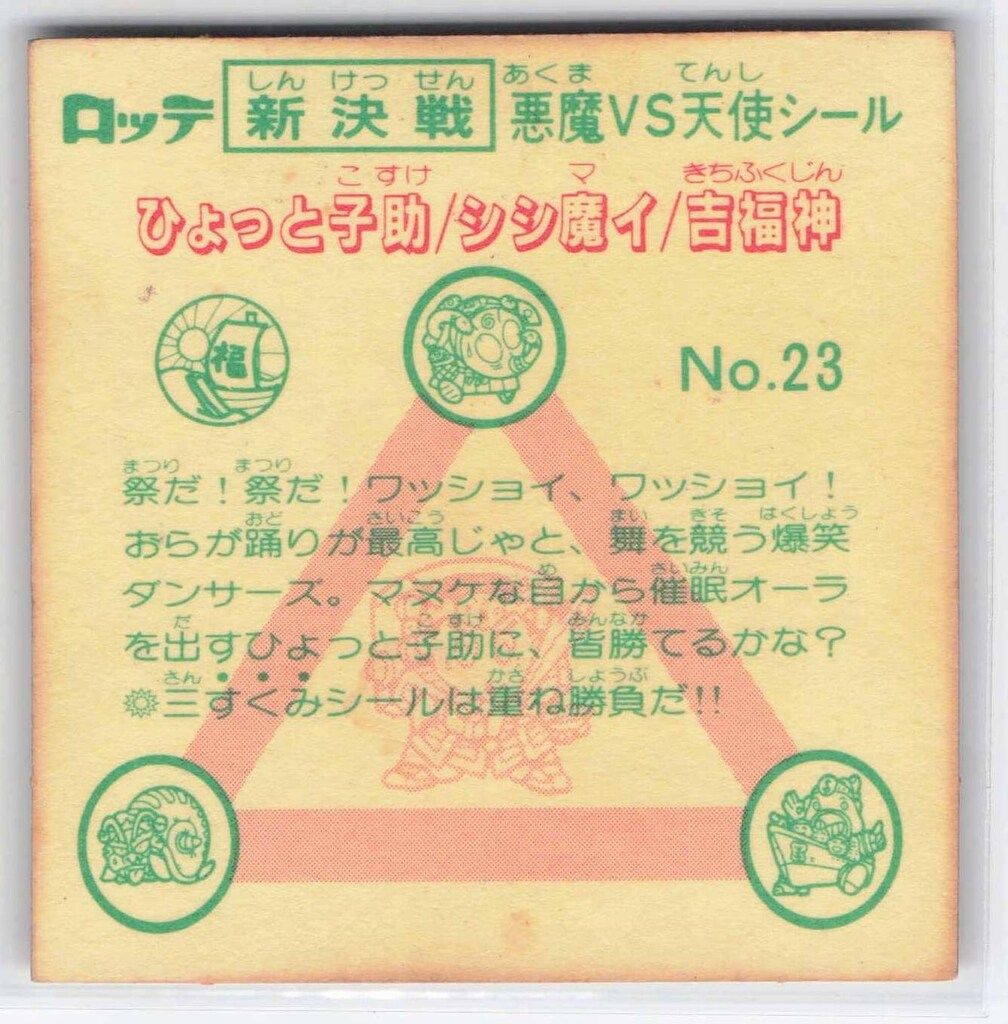 ロッテ 新決戦 悪魔VS天使シール
しん けっ せん あくま てんし
こすけ マ きちふくじん
ひょっと子助/シシ魔イ/吉福神
福
No.23
まつり まつり
祭だ!祭だ!ワッショイ、ワッショイ!
おど さいこう まい きそ ばくしょう
おらが踊りが最高じゃと、舞を競う爆笑
め さいみん
ダンサーズ。マヌケな目から催眠オーラ
だ こすけ みんなか
を出すひょっと子助に、皆勝てるかな?
さん かさ しょうぶ
三すくみシールは重ね勝負だ!!